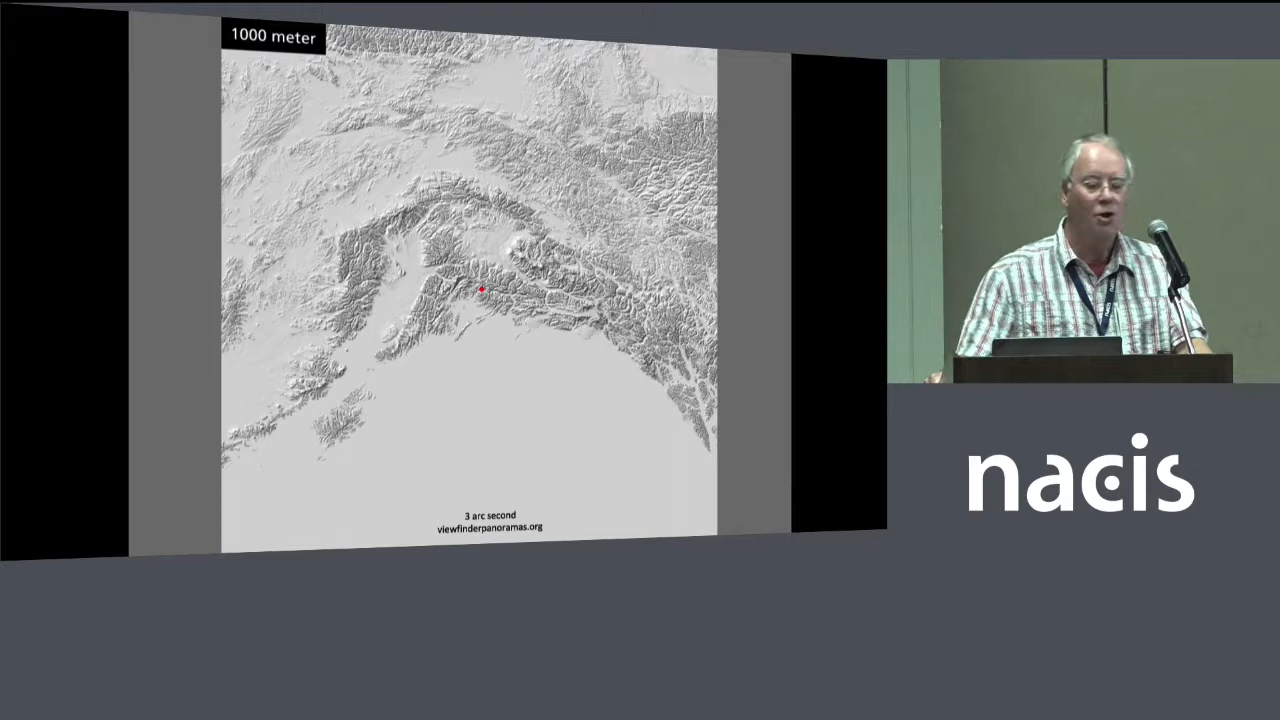 1000 meter
3 arc second
viewfinderpanoramas.org
nacis